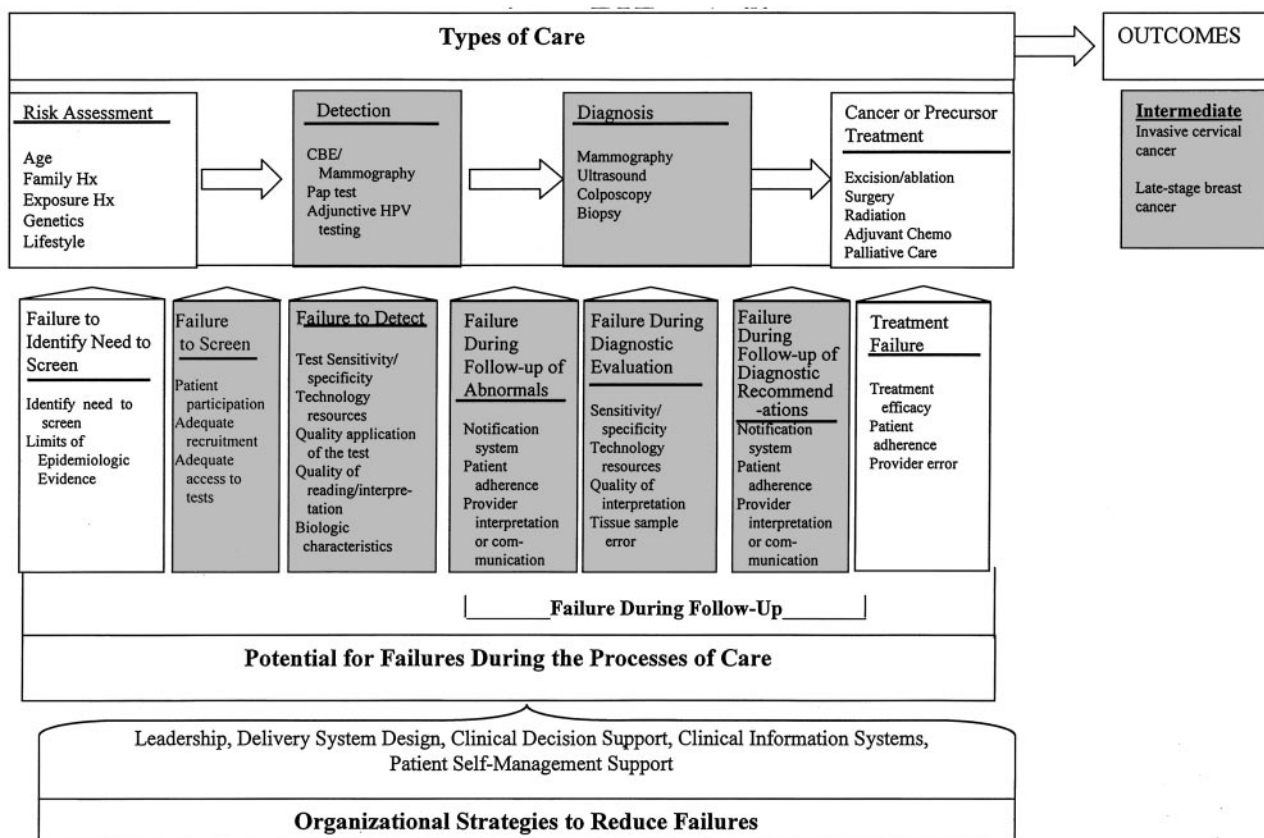 Types of Care
OUTCOMES
Risk Assessment
Age
Family Hx
Exposure Hx
Genetics
Lifestyle
Detection
CBE/
Mammography
Pap test
Adjunctive HPV
testing
Diagnosis
Mammography
Ultrasound
Colposcopy
Biopsy
Cancer or Precursor
Treatment
Excision/ablation
Surgery
Radiation
Adjuvant Chemo
Palliative Care
Intermediate
Invasive cervical
cancer
Late-stage breast
cancer
Failure to
Identify Need to
Screen
Identify need to
screen
Limits of
Epidemiologic
Evidence
Failure
to Screen
Patient
participation
Adequate
recruitment
Adequate
access to
tests
Failure to Detect
Test Sensitivity/
specificity
Technology
resources
Quality application
of the test
Quality of
reading/interpre-
tation
Biologic
characteristics
Failure
During
Follow-up of
Abnormals
Notification
system
Patient
adherence
Provider
interpretation
or com-
munication
Failure During
Diagnostic
Evaluation
Sensitivity/
specificity
Technology
resources
Quality of
interpretation
Tissue sample
error
Failure
During
Follow-up of
Diagnostic
Recommend
-ations
Notification
system
Patient
adherence
Provider
interpretation
or com-
munication
Treatment
Failure
Treatment
efficacy
Patient
adherence
Provider error
Failure During Follow-Up
Potential for Failures During the Processes of Care
Leadership, Delivery System Design, Clinical Decision Support, Clinical Information Systems,
Patient Self-Management Support
Organizational Strategies to Reduce Failures